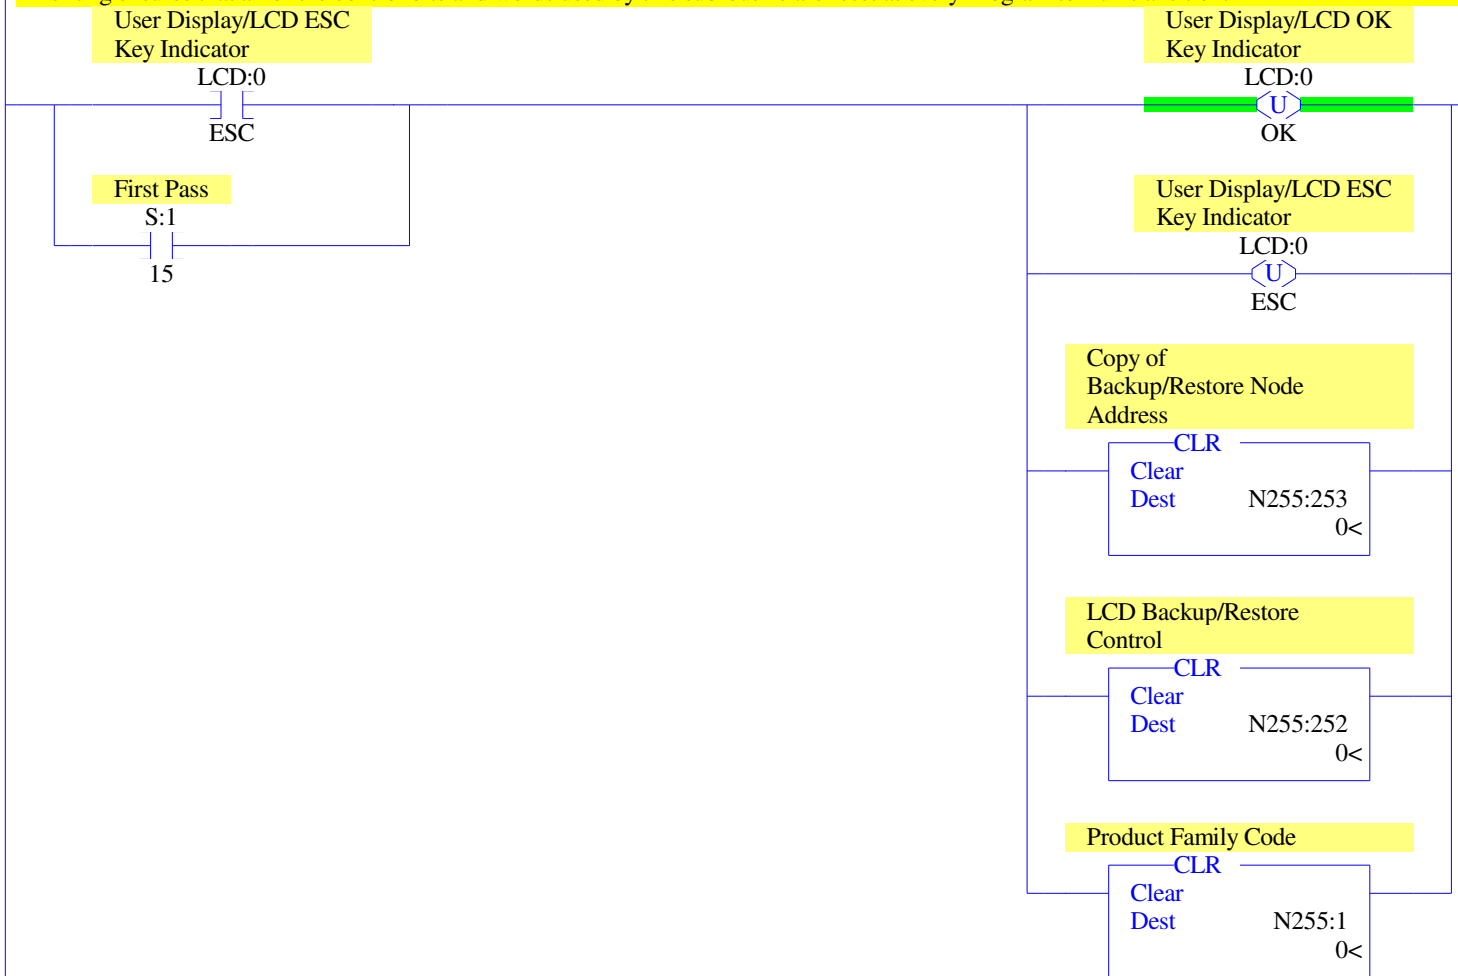 User Display/LCD ESC
Key Indicator
LCD:0
ESC
First Pass
S:1
15
User Display/LCD OK
Key Indicator
LCD:0
U
OK
User Display/LCD ESC
Key Indicator
LCD:0
U
ESC
Copy of
Backup/Restore Node
Address
CLR
Clear
Dest N255:253
0<
LCD Backup/Restore
Control
CLR
Clear
Dest N255:252
0<
Product Family Code
CLR
Clear
Dest N255:1
0<